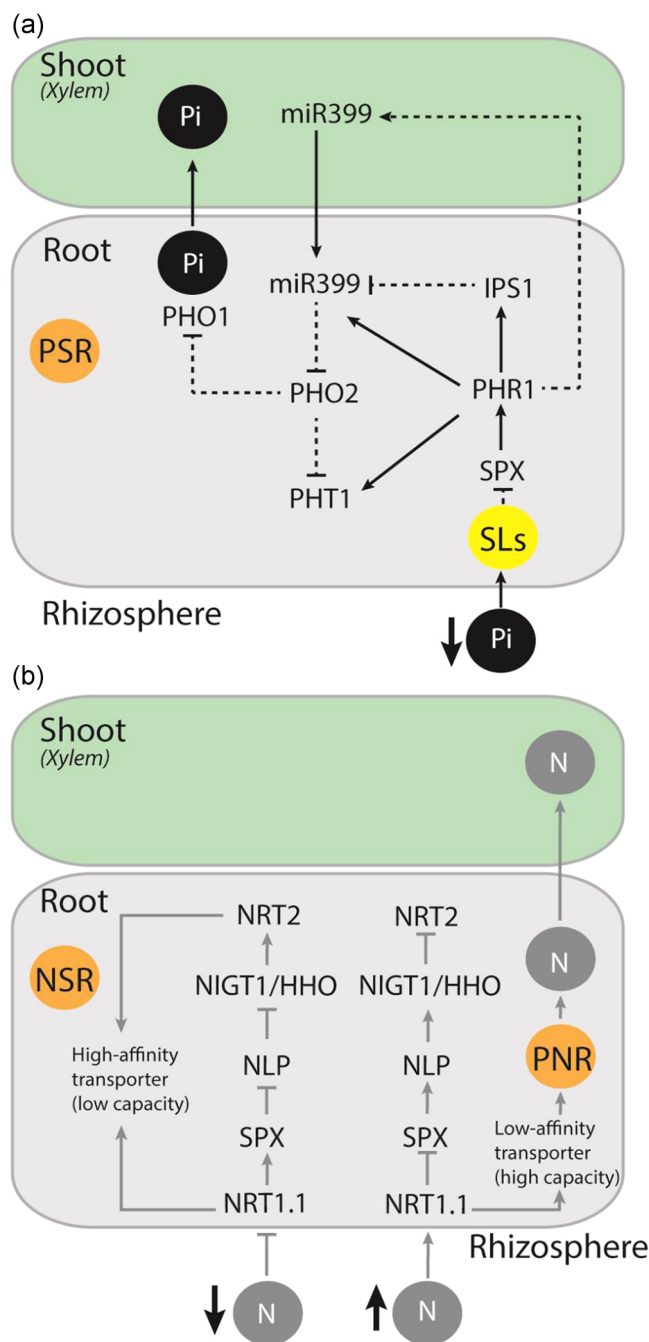 (a)
Shoot
(Xylem)
Pi
miR399
Root
Pi
miR399
IPS1
PHO1
PSR
PHO2
PHR1
SPX
PHT1
SLs
Rhizosphere
Pi
(b)
Shoot
(Xylem)
N
Root
NRT2
NRT2
N
NSR
NIGT1/HHO
NIGT1/HHO
High-affinity
transporter
(low capacity)
NLP
NLP
PNR
SPX
SPX
Low-affinity
transporter
(high capacity)
NRT1.1
NRT1.1
Rhizosphere
N
N